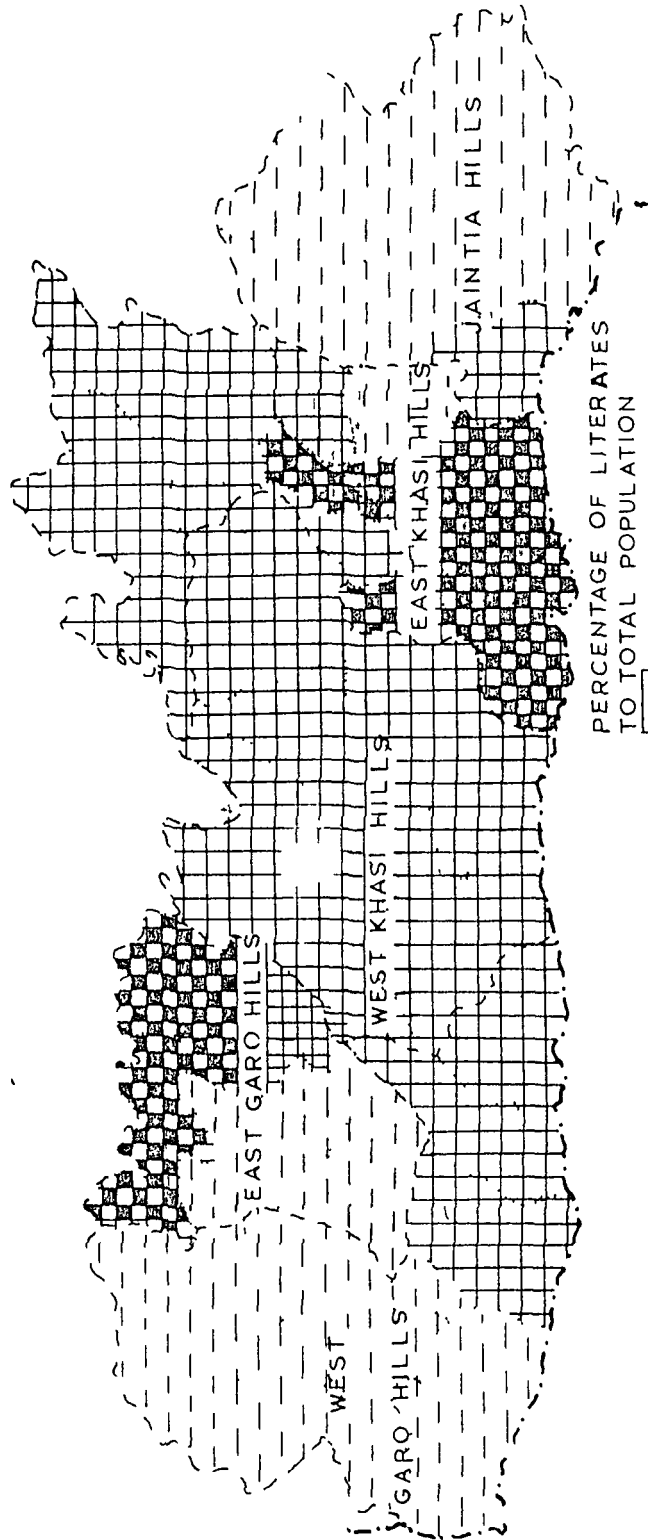 WEST
GARO HILLS
EAST GARO HILLS
WEST KHASI HILLS
EAST KHASI HILLS
JAINTIA HILLS
PERCENTAGE OF LITERATES
TO TOTAL POPULATION